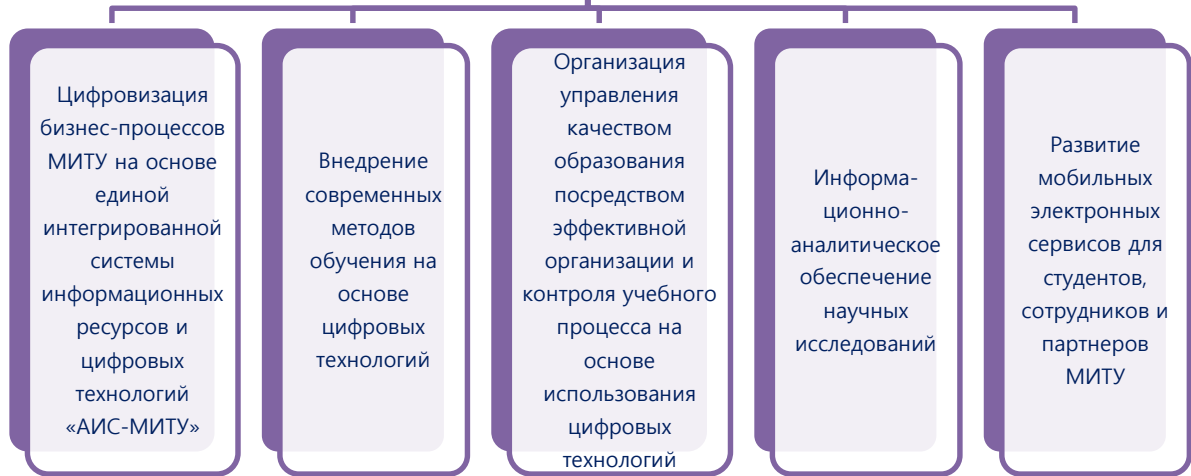 Цифровизация
бизнес-процессов
МИТУ на основе
единой
интегрированной
системы
информационных
ресурсов и
цифровых
технологий
«АИС-МИТУ»
Внедрение
современных
методов
обучения на
основе
цифровых
технологий
Организация
управления
качеством
образования
посредством
эффективной
организации и
контроля учебного
процесса на
основе
использования
цифровых
технологий
Информа-
ционно-
аналитическое
обеспечение
научных
исследований
Развитие
мобильных
электронных
сервисов для
студентов,
сотрудников и
партнеров
МИТУ